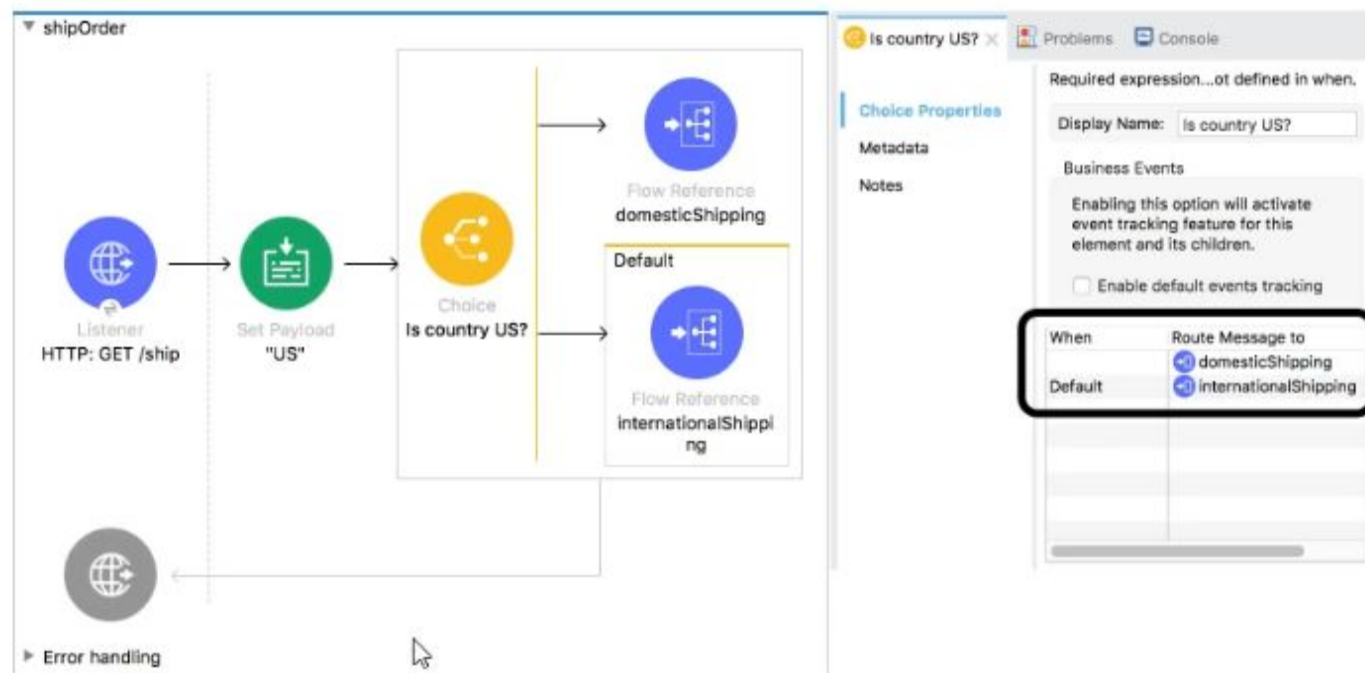 shipOrder
Flow Reference
domesticShipping
Default
Listener
HTTP: GET /ship
Set Payload
"US"
Choice
Is country US?
Flow Reference
internationalShippi
ng
Error handling
Is country US?
Problems
Console
Choice Properties
Metadata
Notes
Required expression...ot defined in when.
Display Name: Is country US?
Business Events
Enabling this option will activate
event tracking feature for this
element and its children.
Enable default events tracking
When Route Message to
domesticShipping
Default internationalShipping